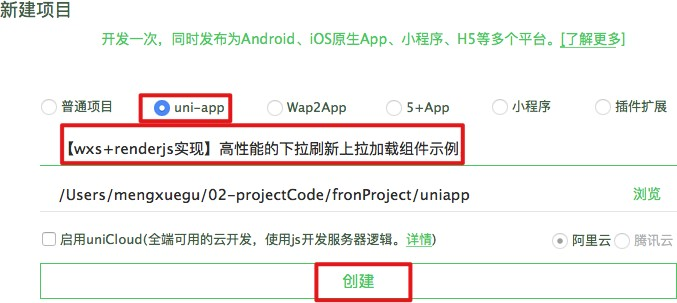 新建项目
开发一次，同时发布为Android、iOS原生App、小程序、H5等多个平台。[了解更多]
普通项目 uni-app Wap2App 5+App 小程序 插件扩展
【wxs+renderjs实现】高性能的下拉刷新上拉加载组件示例
/Users/mengxuegu/02-projectCode/fronProject/uniapp 浏览
启用uniCloud(全端可用的云开发，使用js开发服务器逻辑。详情) 阿里云 腾讯云
创建